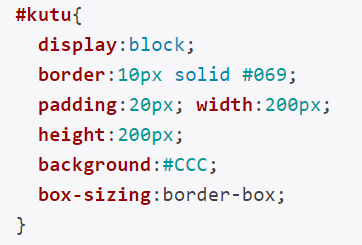 #kutu{
display:block;
border:10px solid #069;
padding:20px; width:200px;
height:200px;
background:#CCC;
box-sizing:border-box;
}